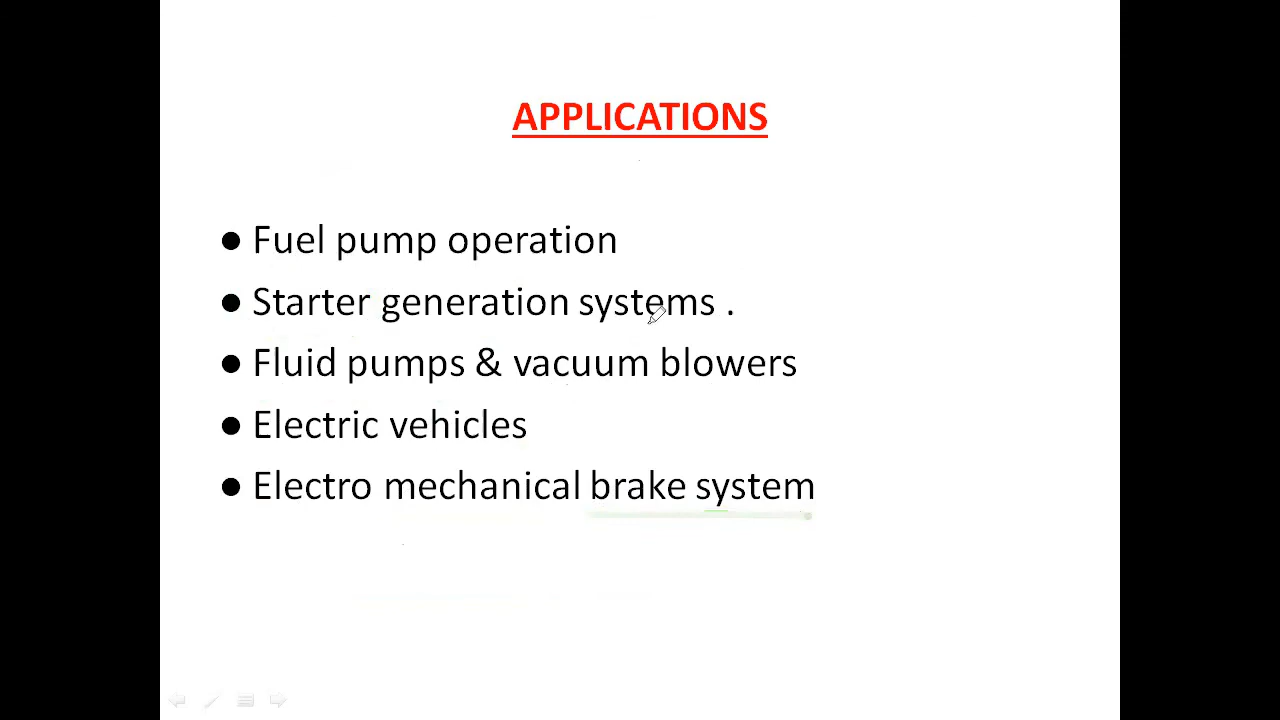 APPLICATIONS
● Fuel pump operation
● Starter generation systems .
● Fluid pumps & vacuum blowers
● Electric vehicles
● Electro mechanical brake system